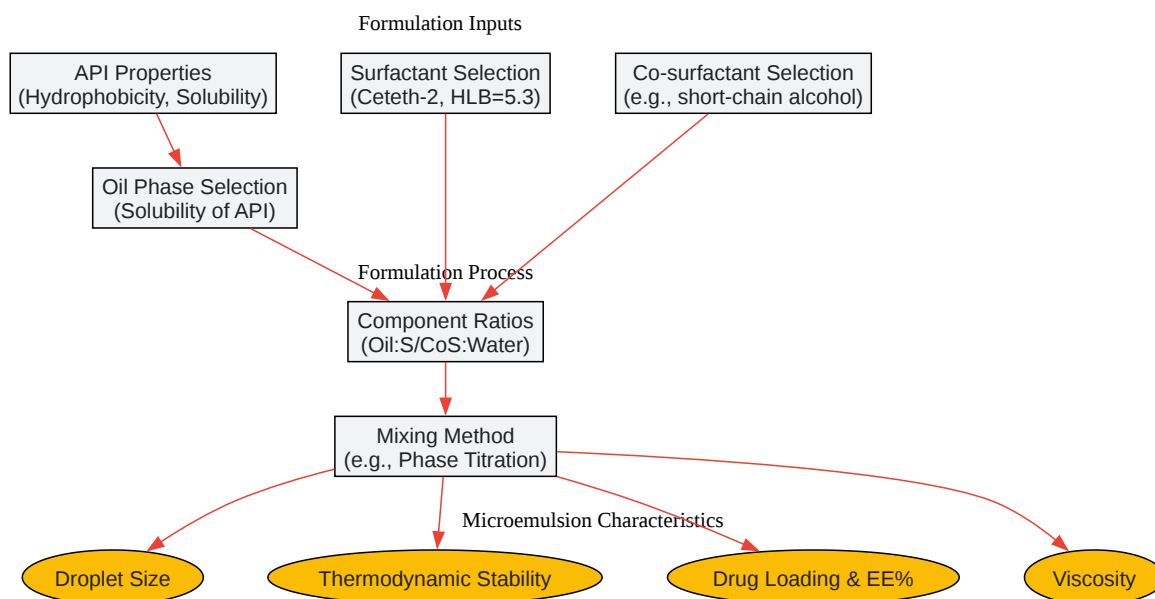 Formulation Inputs
API Properties
(Hydrophobicity, Solubility)
Surfactant Selection
(Ceteth-2, HLB=5.3)
Co-surfactant Selection
(e.g., short-chain alcohol)
Oil Phase Selection
(Solubility of API)
Formulation Process
Component Ratios
(Oil:S/CoS:Water)
Mixing Method
(e.g., Phase Titration)
Microemulsion Characteristics
Droplet Size
Thermodynamic Stability
Drug Loading & EE%
Viscosity